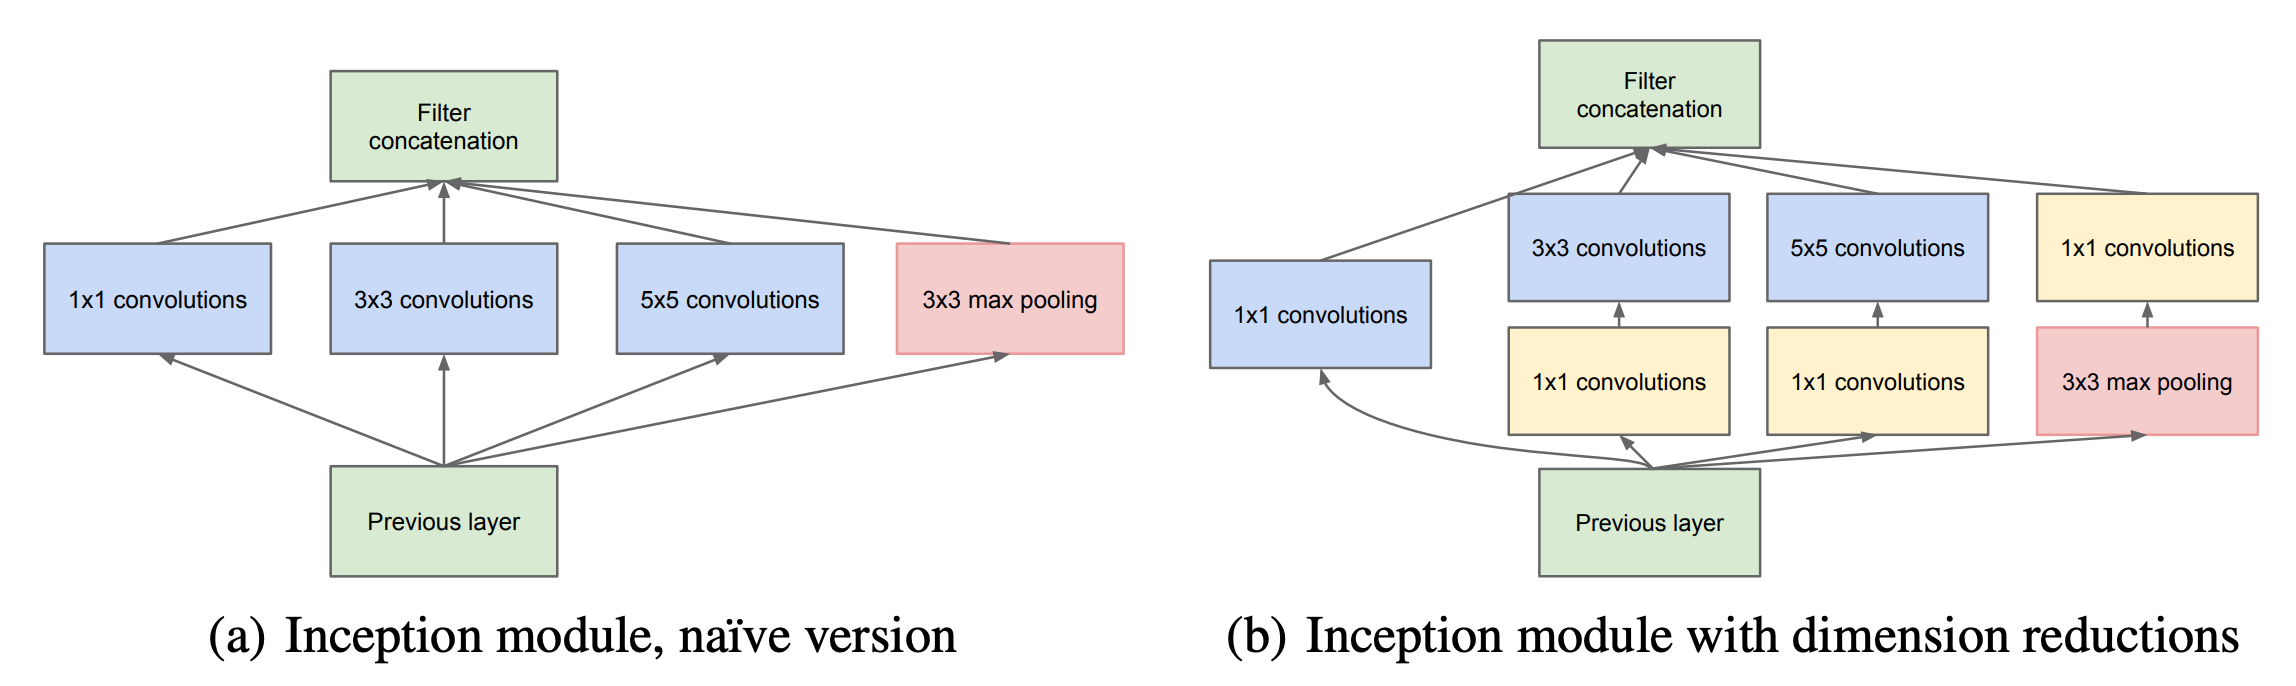 Filter
concatenation
1x1 convolutions
3x3 convolutions
5x5 convolutions
3x3 max pooling
Previous layer
(a) Inception module, naïve version
Filter
concatenation
3x3 convolutions
5x5 convolutions
1x1 convolutions
1x1 convolutions
1x1 convolutions
1x1 convolutions
3x3 max pooling
Previous layer
(b) Inception module with dimension reductions